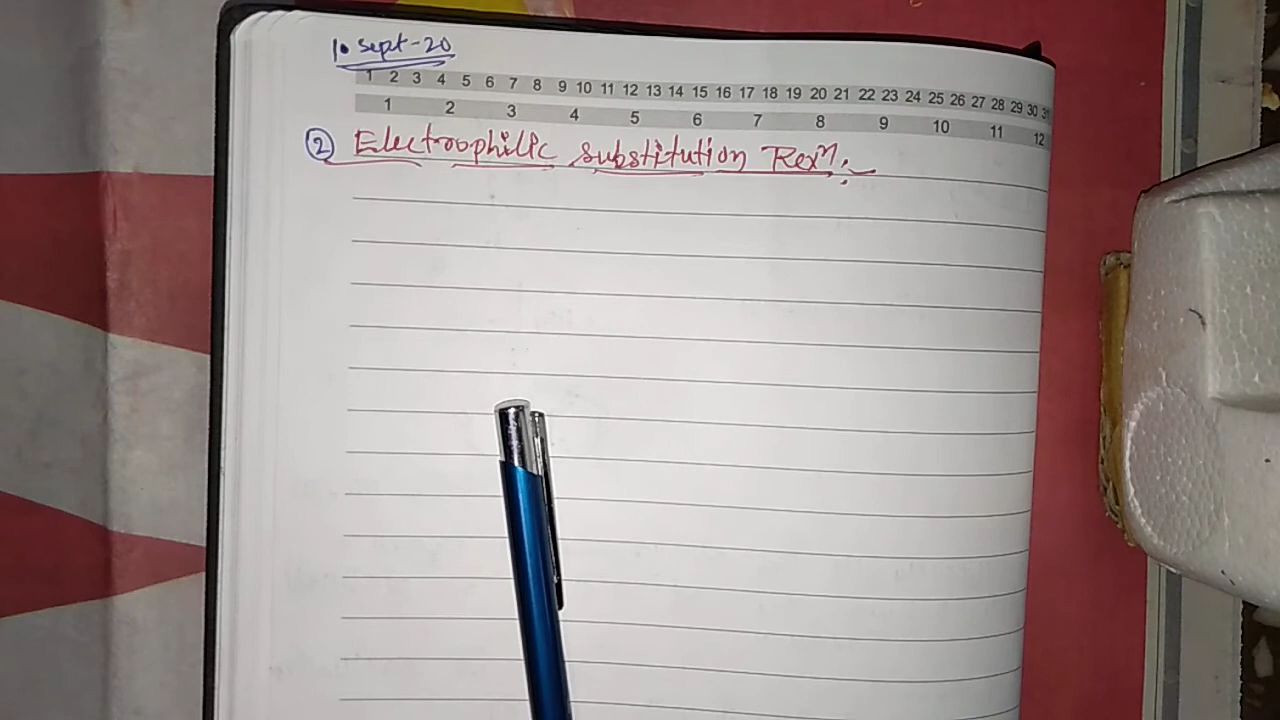 1. Sept-20
1 2 3 4 5 6 7 8 9 10 11 12 13 14 15 16 17 18 19 20 21 22 23 24 25 26 27 28 29 30 31
1 2 3 4 5 6 7 8 9 10 11 12
② Electrophilic substitution Rexⁿ:-